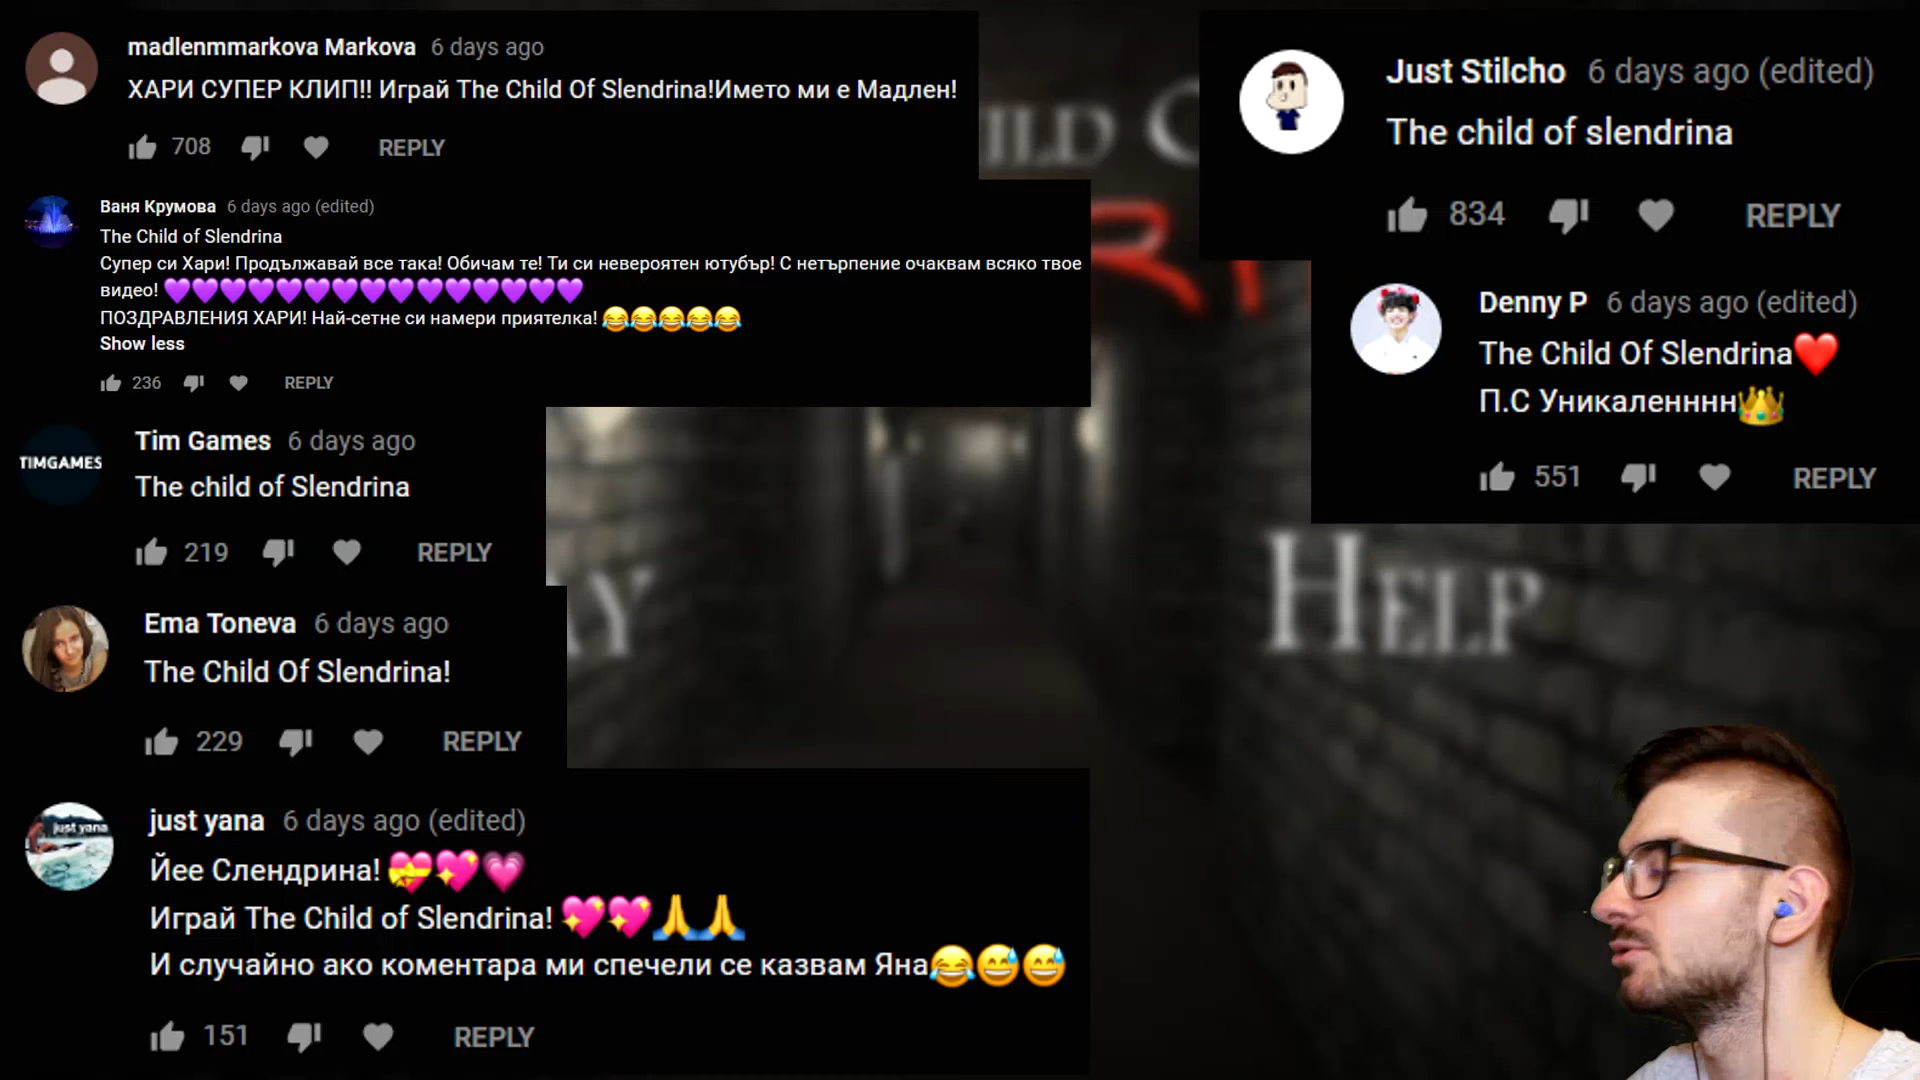 madlenmmarkova Markova 6 days ago
ХАРИ СУПЕР КЛИП!! Играй The Child Of Slendrina!Името ми е Мадлен!
708 REPLY
Ваня Крумова 6 days ago (edited)
The Child of Slendrina
Супер си Хари! Продължавай все така! Обичам те! Ти си невероятен ютубър! С нетърпение очаквам всяко твое
видео! 💜💜💜💜💜💜💜💜💜💜💜💜💜💜💜
ПОЗДРАВЛЕНИЯ ХАРИ! Най-сетне си намери приятелка! 😂😂😂😂😂
Show less
236 REPLY
TIMGAMES
Tim Games 6 days ago
The child of Slendrina
219 REPLY
Ema Toneva 6 days ago
The Child Of Slendrina!
229 REPLY
just yana
just yana 6 days ago (edited)
Йее Слендрина! 💝💖💗
Играй The Child of Slendrina! 💖💖🙏🙏
И случайно ако коментара ми спечели се казвам Яна😂😅😅
151 REPLY
Just Stilcho 6 days ago (edited)
The child of slendrina
834 REPLY
Denny P 6 days ago (edited)
The Child Of Slendrina❤️
П.С Уникаленннн👑
551 REPLY
HELP